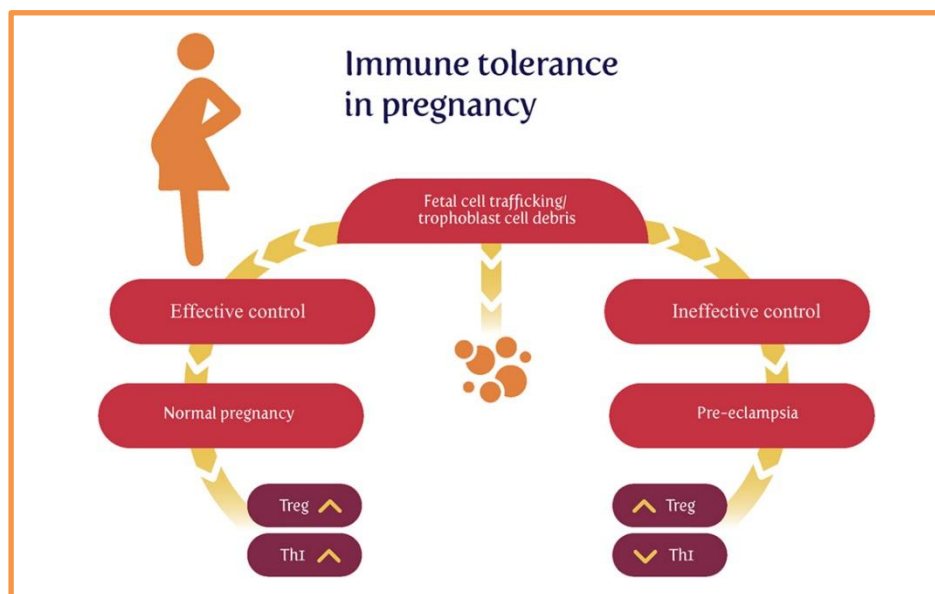 Immune tolerance
in pregnancy
Fetal cell trafficking/
trophoblast cell debris
Effective control
Ineffective control
Normal pregnancy
Pre-eclampsia
Treg
Th1
Treg
Th1